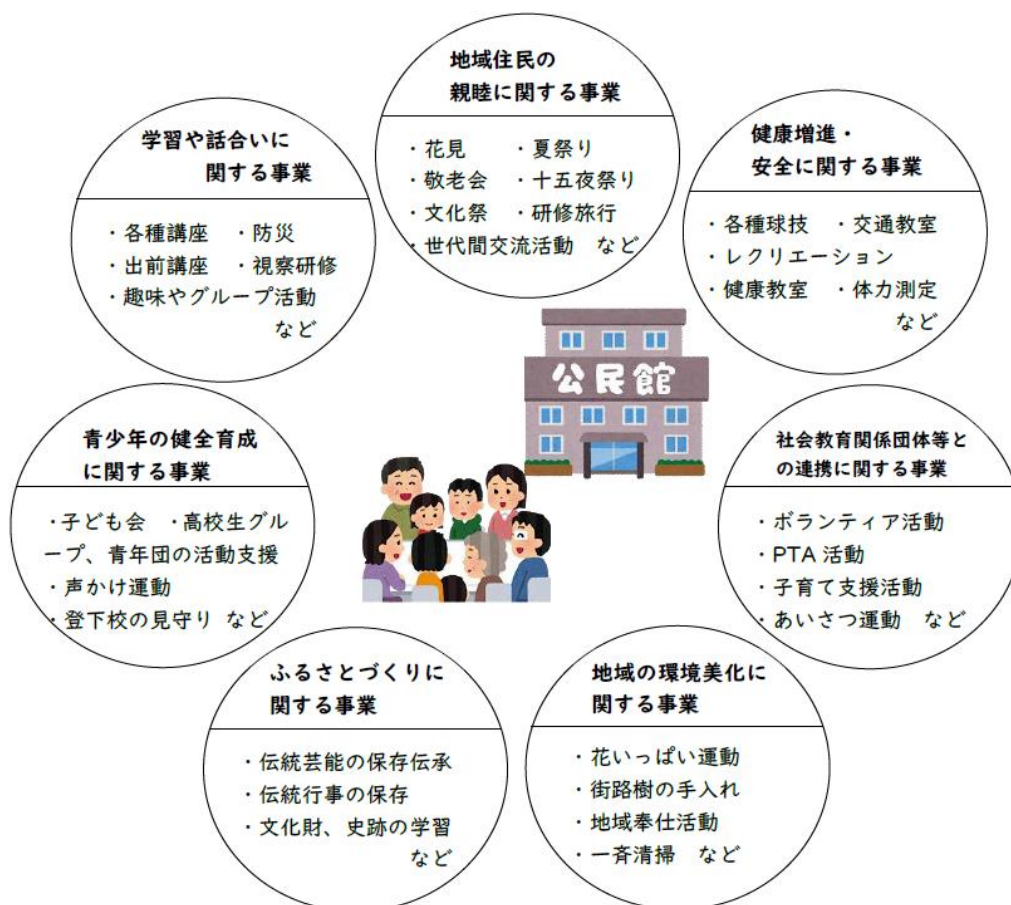 地域住民の
親睦に関する事業
・花見　・夏祭り
・敬老会　・十五夜祭り
・文化祭　・研修旅行
・世代間交流活動　など
学習や話合いに
関する事業
・各種講座　・防災
・出前講座　・視察研修
・趣味やグループ活動
など
健康増進・
安全に関する事業
・各種球技　・交通教室
・レクリエーション
・健康教室　・体力測定
など
公民館
青少年の健全育成
に関する事業
・子ども会　・高校生グル
ープ、青年団の活動支援
・声かけ運動
・登下校の見守り など
社会教育関係団体等と
の連携に関する事業
・ボランティア活動
・PTA 活動
・子育て支援活動
・あいさつ運動　など
ふるさとづくりに
関する事業
・伝統芸能の保存伝承
・伝統行事の保存
・文化財、史跡の学習
など
地域の環境美化に
関する事業
・花いっぱい運動
・街路樹の手入れ
・地域奉仕活動
・一斉清掃　など